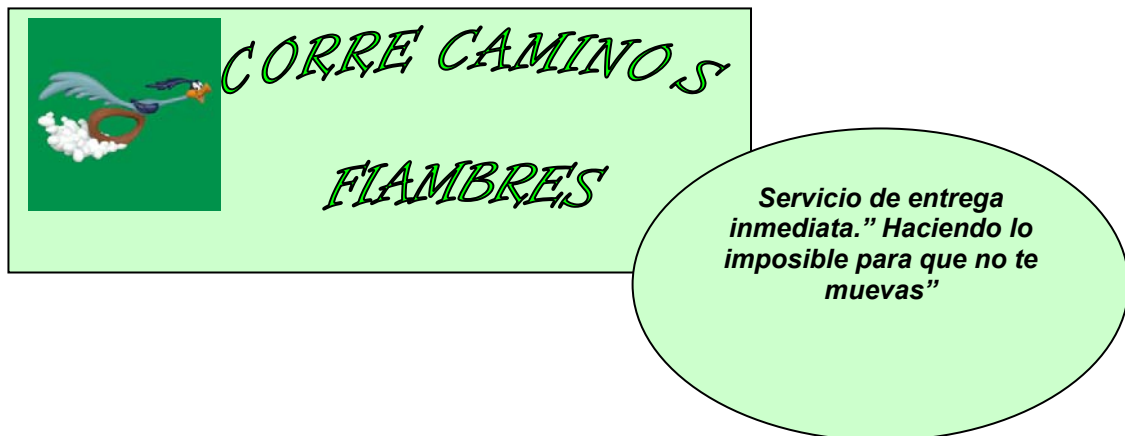 CORRE CAMINOS
FIAMBRES
Servicio de entrega
inmediata.” Haciendo lo
imposible para que no te
muevas”